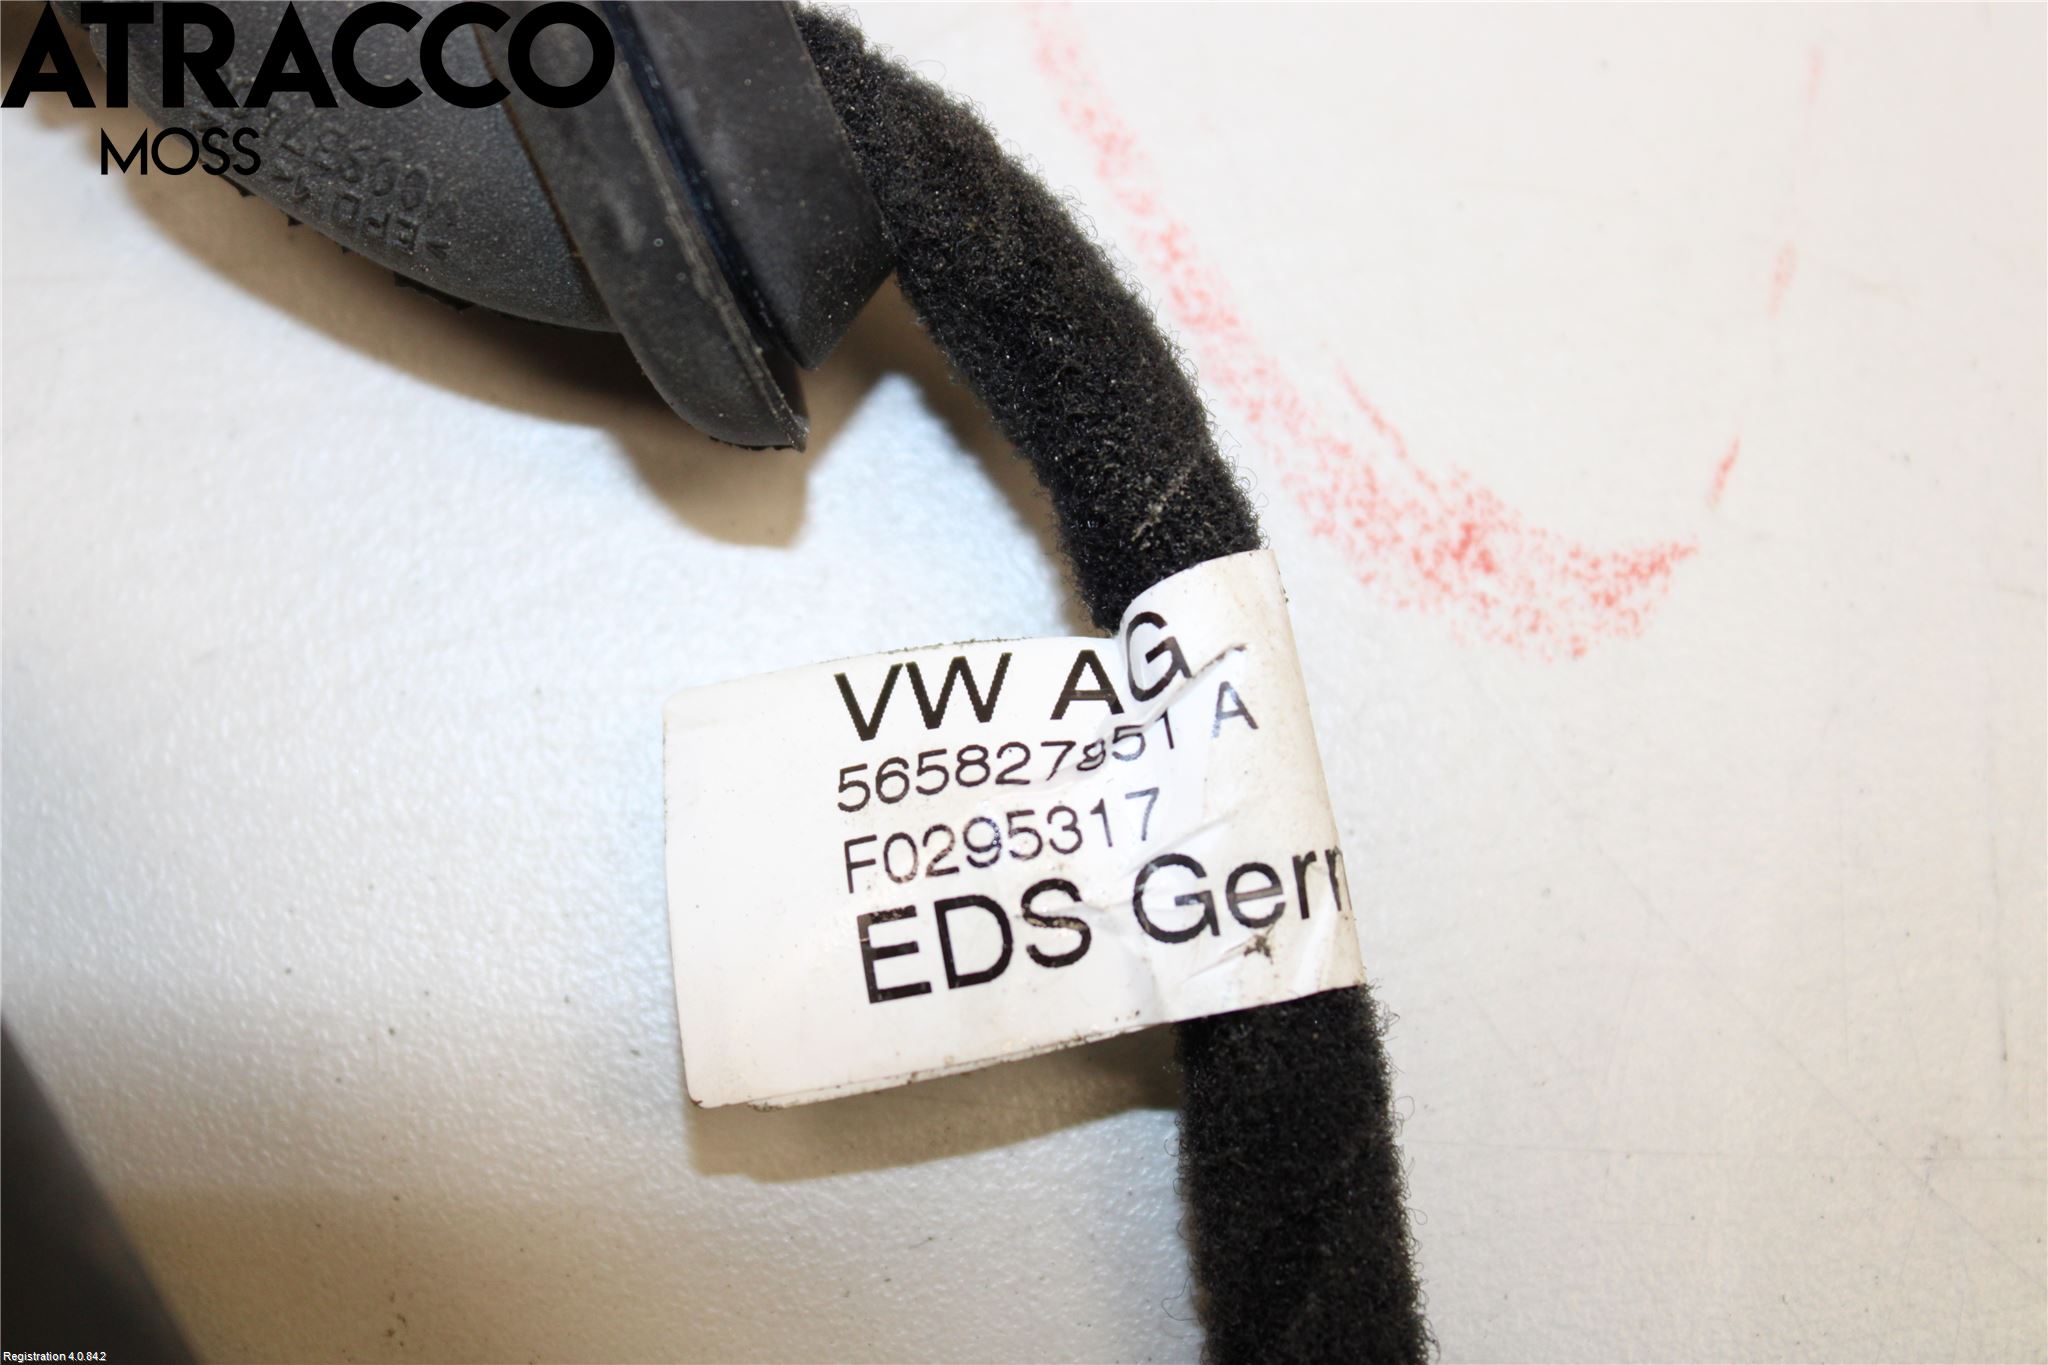 ATRACCO
MOSS
VW AG
565827951 A
F0295317
EDS Germ
Registration 4.0.84.2